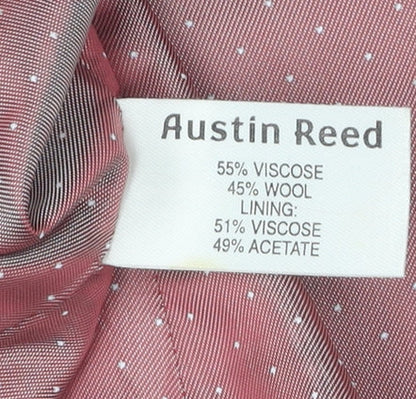 Austin Reed
55% VISCOSE
45% WOOL
LINING:
51% VISCOSE
49% ACETATE